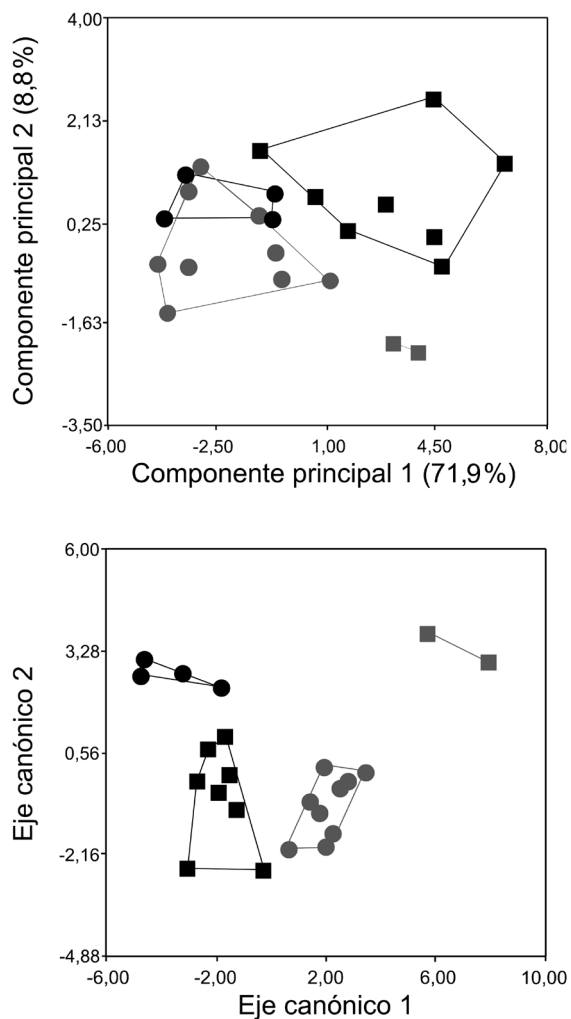 4,00
2,13
0,25
-1,63
-3,50
Componente principal 2 (8,8%)
-6,00 -2,50 1,00 4,50 8,00
Componente principal 1 (71,9%)
6,00
3,28
0,56
-2,16
-4,88
Eje canónico 2
-6,00 -2,00 2,00 6,00 10,00
Eje canónico 1